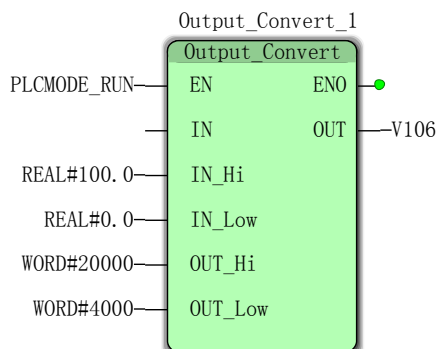 Output_Convert_1
Output_Convert
PLCMODE_RUN EN ENO
IN OUT V106
REAL#100.0 IN_Hi
REAL#0.0 IN_Low
WORD#20000 OUT_Hi
WORD#4000 OUT_Low